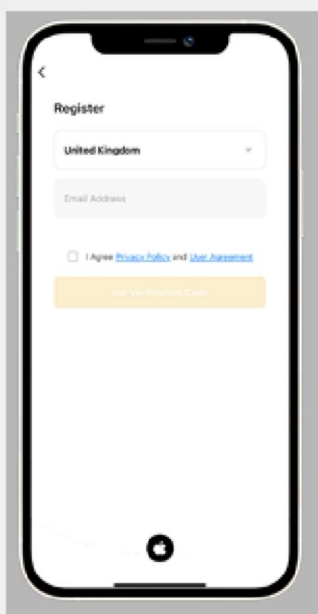 Register
United Kingdom
Email Address
I Agree Privacy Policy and User Agreement
Get Verification Code